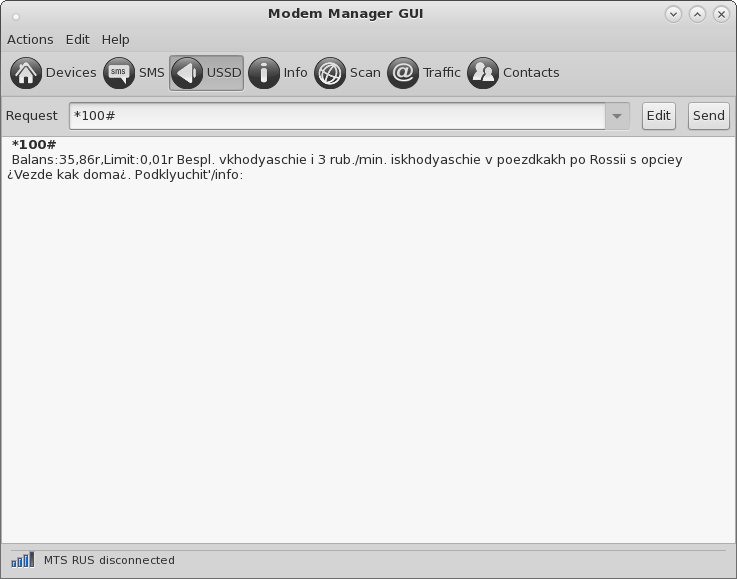 Modem Manager GUI
Actions Edit Help
Devices sms SMS USSD Info Scan @ Traffic Contacts
Request *100# Edit Send
*100#
Balans:35,86r,Limit:0,01r Bespl. vkhodyaschie i 3 rub./min. iskhodyaschie v poezdkakh po Rossii s opciey
¿Vezde kak doma¿. Podklyuchit'/info:
MTS RUS disconnected